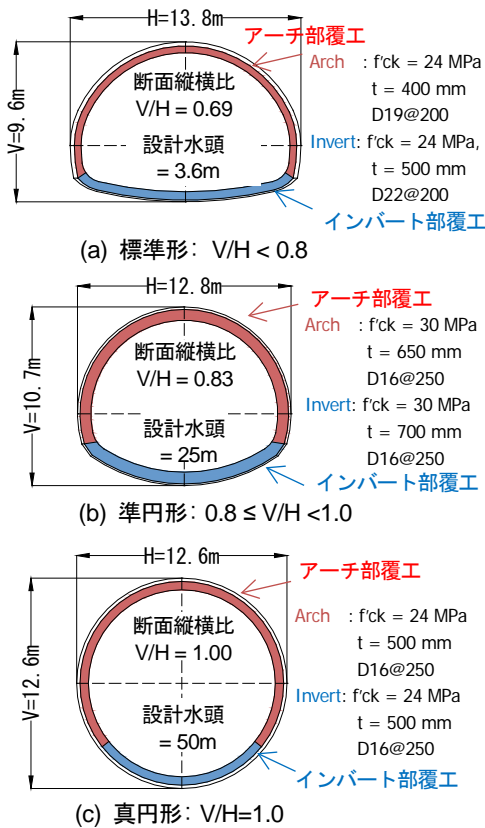 H=13.8m
アーチ部覆工
Arch : f'ck = 24 MPa
t = 400 mm
D19@200
断面縦横比
V/H = 0.69
V=9.6m
設計水頭
= 3.6m
Invert: f'ck = 24 MPa,
t = 500 mm
D22@200
インバート部覆工
(a) 標準形: V/H < 0.8
H=12.8m
アーチ部覆工
Arch : f'ck = 30 MPa
t = 650 mm
D16@250
断面縦横比
V/H = 0.83
V=10.7m
設計水頭
= 25m
Invert: f'ck = 30 MPa
t = 700 mm
D16@250
インバート部覆工
(b) 準円形: 0.8 ≤ V/H <1.0
H=12.6m
アーチ部覆工
Arch : f'ck = 24 MPa
t = 500 mm
D16@250
断面縦横比
V/H = 1.00
V=12.6m
設計水頭
= 50m
Invert: f'ck = 24 MPa
t = 500 mm
D16@250
インバート部覆工
(c) 真円形: V/H=1.0